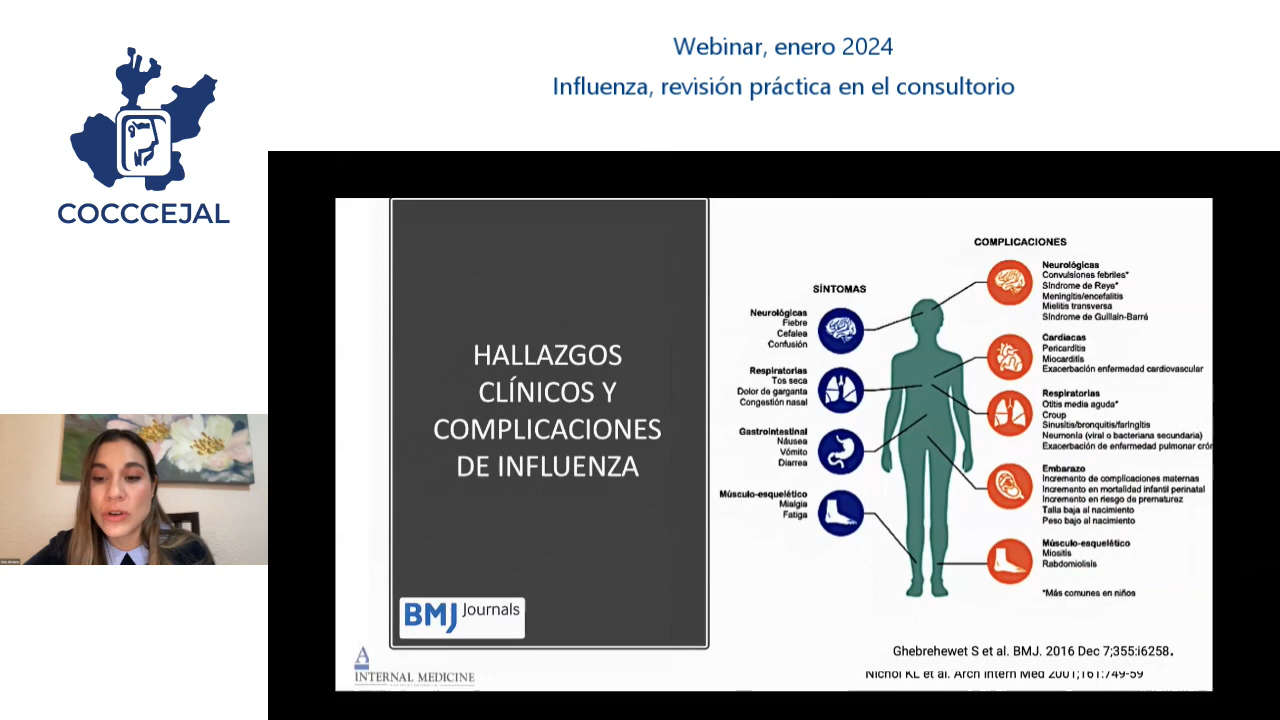 Webinar, enero 2024
Influenza, revisión práctica en el consultorio
COCCCEJAL
HALLAZGOS
CLÍNICOS Y
COMPLICACIONES
DE INFLUENZA
BMJ Journals
INTERNAL MEDICINE
SÍNTOMAS
Neurológicas
Fiebre
Cefalea
Confusión
Respiratorias
Tos seca
Dolor de garganta
Congestión nasal
Gastrointestinal
Náusea
Vómito
Diarrea
Músculo-esquelético
Mialgia
Fatiga
COMPLICACIONES
Neurológicas
Convulsiones febriles*
Síndrome de Reye*
Meningitis/encefalitis
Mielitis transversa
Síndrome de Guillain-Barré
Cardiacas
Pericarditis
Miocarditis
Exacerbación enfermedad cardiovascular
Respiratorias
Otitis media aguda*
Croup
Sinusitis/bronquitis/faringitis
Neumonía (viral o bacteriana secundaria)
Exacerbación de enfermedad pulmonar crón
Embarazo
Incremento de complicaciones maternas
Incremento en mortalidad infantil perinatal
Incremento en riesgo de prematurez
Talla baja al nacimiento
Peso bajo al nacimiento
Músculo-esquelético
Miositis
Rabdomiolisis
*Más comunes en niños
Ghebrehewet S et al. BMJ. 2016 Dec 7;355:i6258.
Nichol KL et al. Arch Intern Med 2001;161:749-59